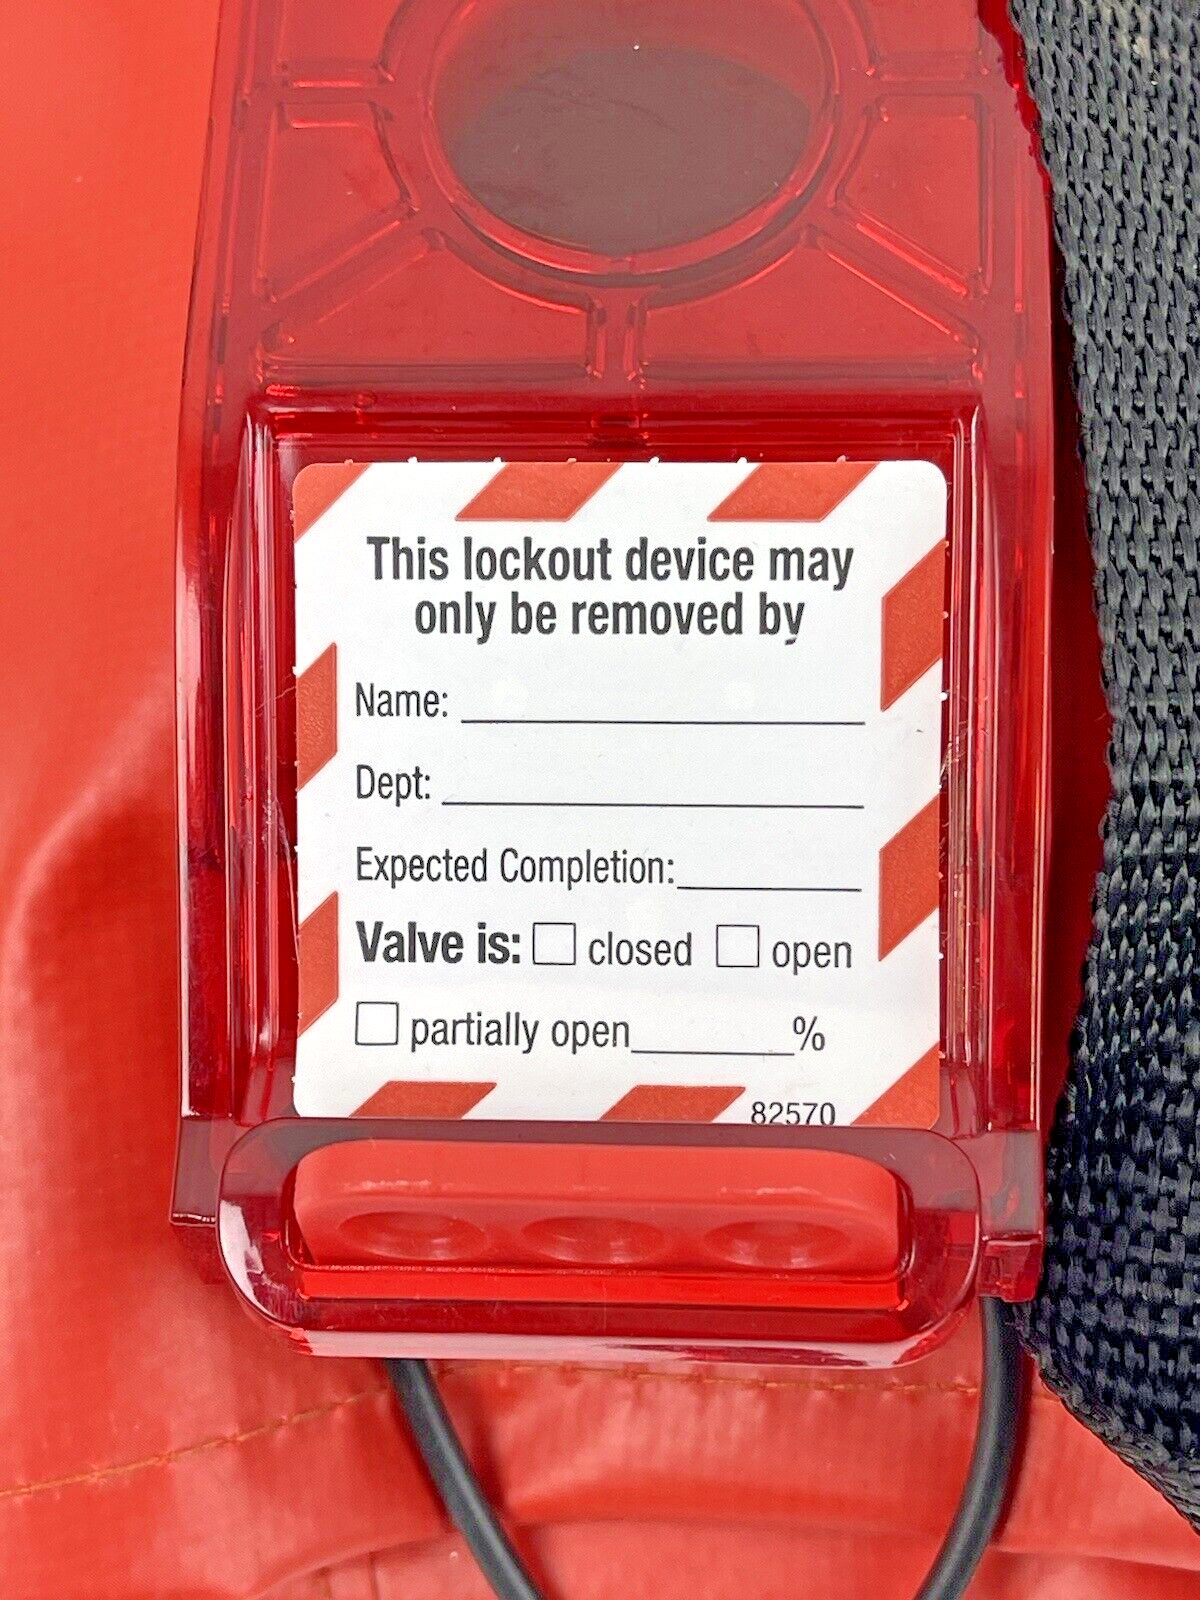 This lockout device may
only be removed by
Name:
Dept:
Expected Completion:
Valve is: closed open
partially open %
82570